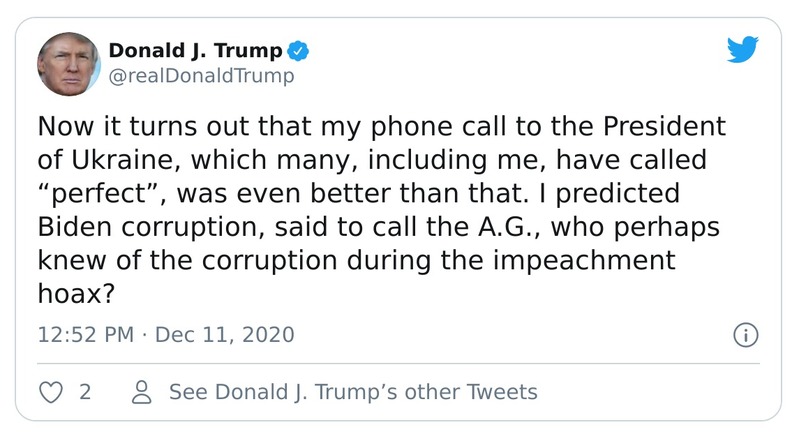 Donald J. Trump
@realDonaldTrump
Now it turns out that my phone call to the President
of Ukraine, which many, including me, have called
“perfect”, was even better than that. I predicted
Biden corruption, said to call the A.G., who perhaps
knew of the corruption during the impeachment
hoax?
12:52 PM · Dec 11, 2020
2
See Donald J. Trump’s other Tweets